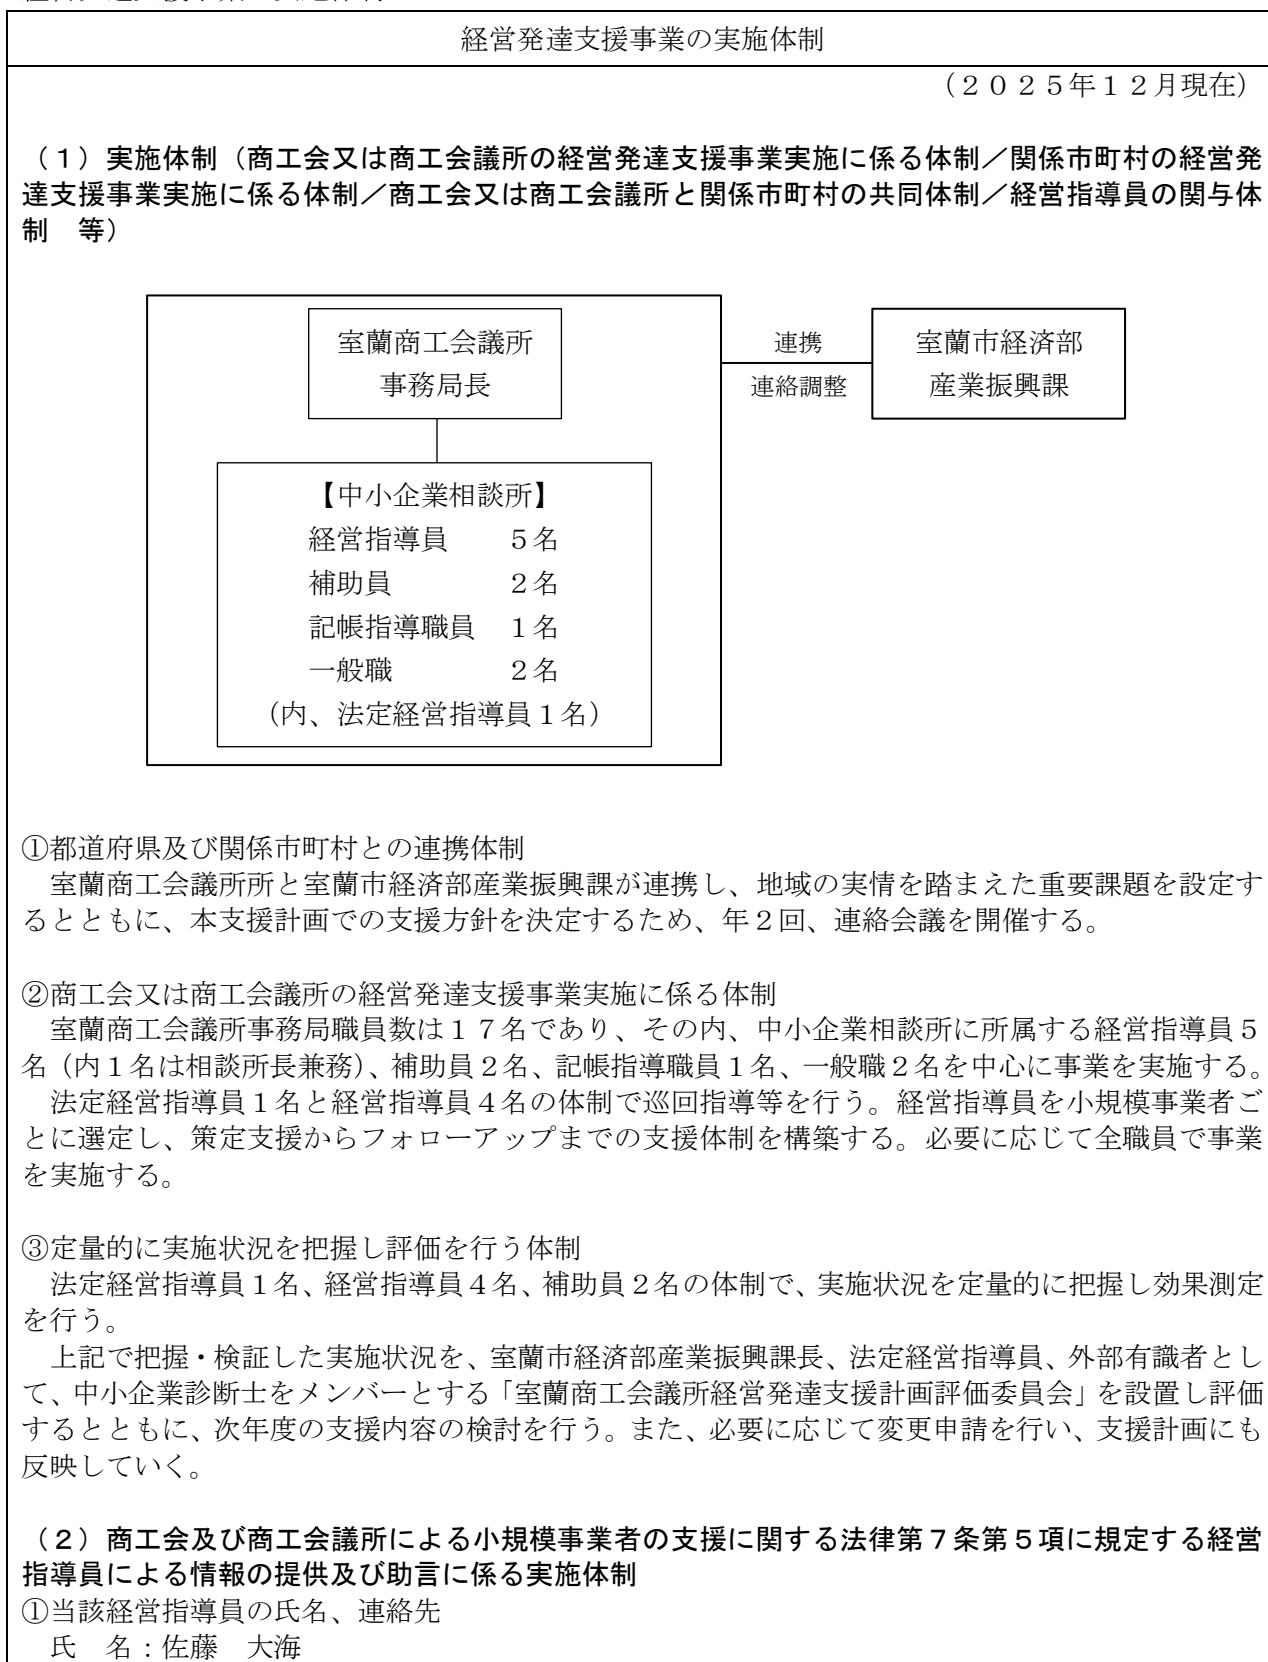 経営発達支援事業の実施体制
（２０２５年１２月現在）
（１）実施体制（商工会又は商工会議所の経営発達支援事業実施に係る体制／関係市町村の経営発
達支援事業実施に係る体制／商工会又は商工会議所と関係市町村の共同体制／経営指導員の関与体
制　等）
室蘭商工会議所
事務局長
連携
連絡調整
室蘭市経済部
産業振興課
【中小企業相談所】
経営指導員　　５名
補助員　　　　２名
記帳指導職員　１名
一般職　　　　２名
（内、法定経営指導員１名）
①都道府県及び関係市町村との連携体制
　室蘭商工会議所所と室蘭市経済部産業振興課が連携し、地域の実情を踏まえた重要課題を設定す
るとともに、本支援計画での支援方針を決定するため、年２回、連絡会議を開催する。
②商工会又は商工会議所の経営発達支援事業実施に係る体制
　室蘭商工会議所事務局職員数は１７名であり、その内、中小企業相談所に所属する経営指導員５
名（内１名は相談所長兼務）、補助員２名、記帳指導職員１名、一般職２名を中心に事業を実施する。
　法定経営指導員１名と経営指導員４名の体制で巡回指導等を行う。経営指導員を小規模事業者ご
とに選定し、策定支援からフォローアップまでの支援体制を構築する。必要に応じて全職員で事業
を実施する。
③定量的に実施状況を把握し評価を行う体制
　法定経営指導員１名、経営指導員４名、補助員２名の体制で、実施状況を定量的に把握し効果測定
を行う。
　上記で把握・検証した実施状況を、室蘭市経済部産業振興課長、法定経営指導員、外部有識者とし
て、中小企業診断士をメンバーとする「室蘭商工会議所経営発達支援計画評価委員会」を設置し評価
するとともに、次年度の支援内容の検討を行う。また、必要に応じて変更申請を行い、支援計画にも
反映していく。
（２）商工会及び商工会議所による小規模事業者の支援に関する法律第７条第５項に規定する経営
指導員による情報の提供及び助言に係る実施体制
①当該経営指導員の氏名、連絡先
　氏　名：佐藤　大海